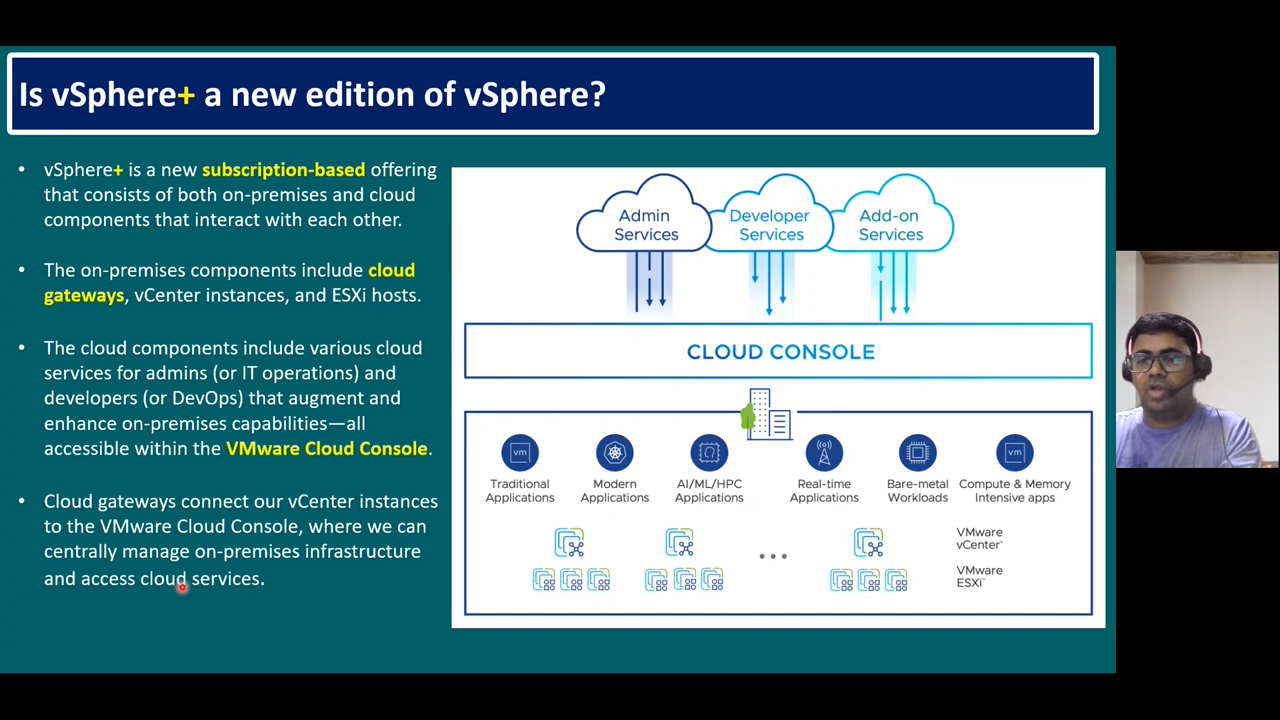 Is vSphere+ a new edition of vSphere?
• vSphere+ is a new subscription-based offering
that consists of both on-premises and cloud
components that interact with each other.
• The on-premises components include cloud
gateways, vCenter instances, and ESXi hosts.
• The cloud components include various cloud
services for admins (or IT operations) and
developers (or DevOps) that augment and
enhance on-premises capabilities—all
accessible within the VMware Cloud Console.
• Cloud gateways connect our vCenter instances
to the VMware Cloud Console, where we can
centrally manage on-premises infrastructure
and access cloud services.
Admin
Services
Developer
Services
Add-on
Services
CLOUD CONSOLE
vm
Traditional
Applications
Modern
Applications
AI/ML/HPC
Applications
Real-time
Applications
Bare-metal
Workloads
vm
Compute & Memory
Intensive apps
VMware
vCenter®
VMware
ESXi™